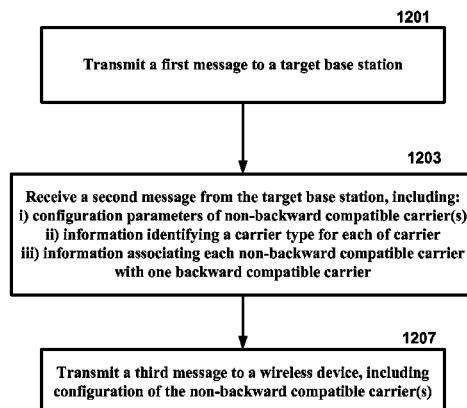 1201
Transmit a first message to a target base station
1203
Receive a second message from the target base station, including:
i) configuration parameters of non-backward compatible carrier(s)
ii) information identifying a carrier type for each of carrier
iii) information associating each non-backward compatible carrier
with one backward compatible carrier
1207
Transmit a third message to a wireless device, including
configuration of the non-backward compatible carrier(s)